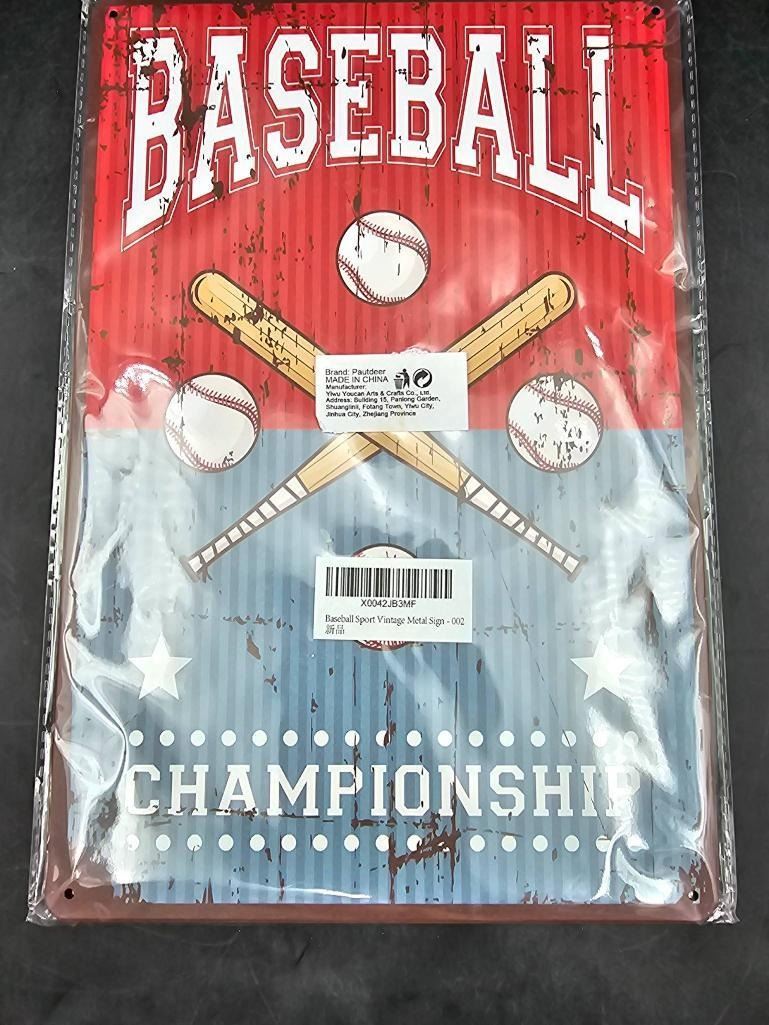 BASEBALL
Brand: Pautdeer
MADE IN CHINA
Manufacturer:
Yiwu Youcan Arts & Crafts Co., Ltd.
Address: Building 15, Panlong Garden,
Shuanglinli, Fotang Town, Yiwu City,
Jinhua City, Zhejiang Province
X0042JB3MF
Baseball Sport Vintage Metal Sign - 002
新品
CHAMPIONSHIP